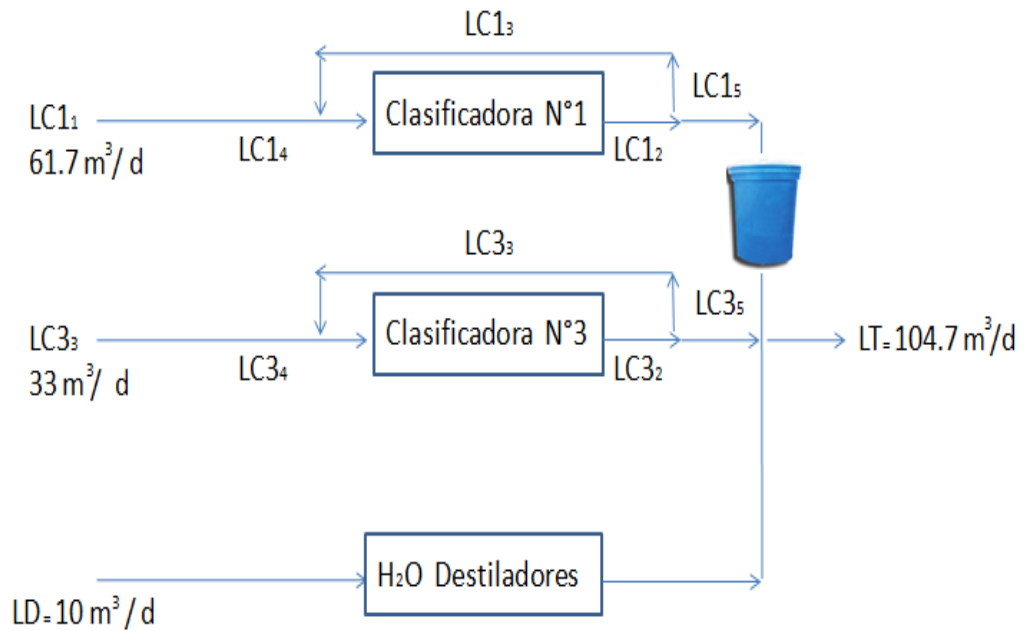 LC1₃
LC1₁
61.7 m³/ d
LC1₄
Clasificadora N°1
LC1₂
LC1₅
LC3₃
LC3₃
33 m³/ d
LC3₄
Clasificadora N°3
LC3₂
LC3₅
LT= 104.7 m³/d
H₂O Destiladores
LD= 10 m³/ d